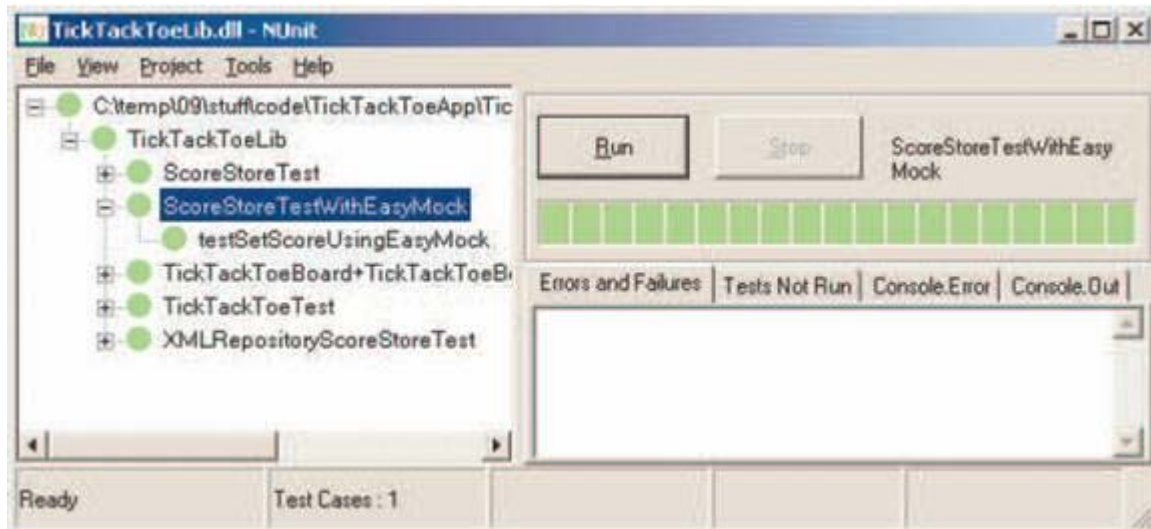 TickTackToeLib.dll - NUnit
File View Project Tools Help
C:\temp\09\stuff\code\TickTackToeApp\Tic
TickTackToeLib
ScoreStoreTest
ScoreStoreTestWithEasyMock
testSetScoreUsingEasyMock
TickTackToeBoard+TickTackToeB
TickTackToeTest
XMLRepositoryScoreStoreTest
Run
Stop
ScoreStoreTestWithEasy
Mock
Errors and Failures
Tests Not Run
Console.Error
Console.Out
Ready
Test Cases : 1